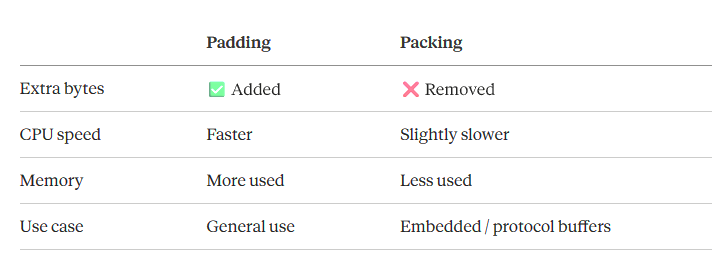 Padding Packing
Extra bytes ✅ Added ❌ Removed
CPU speed Faster Slightly slower
Memory More used Less used
Use case General use Embedded / protocol buffers